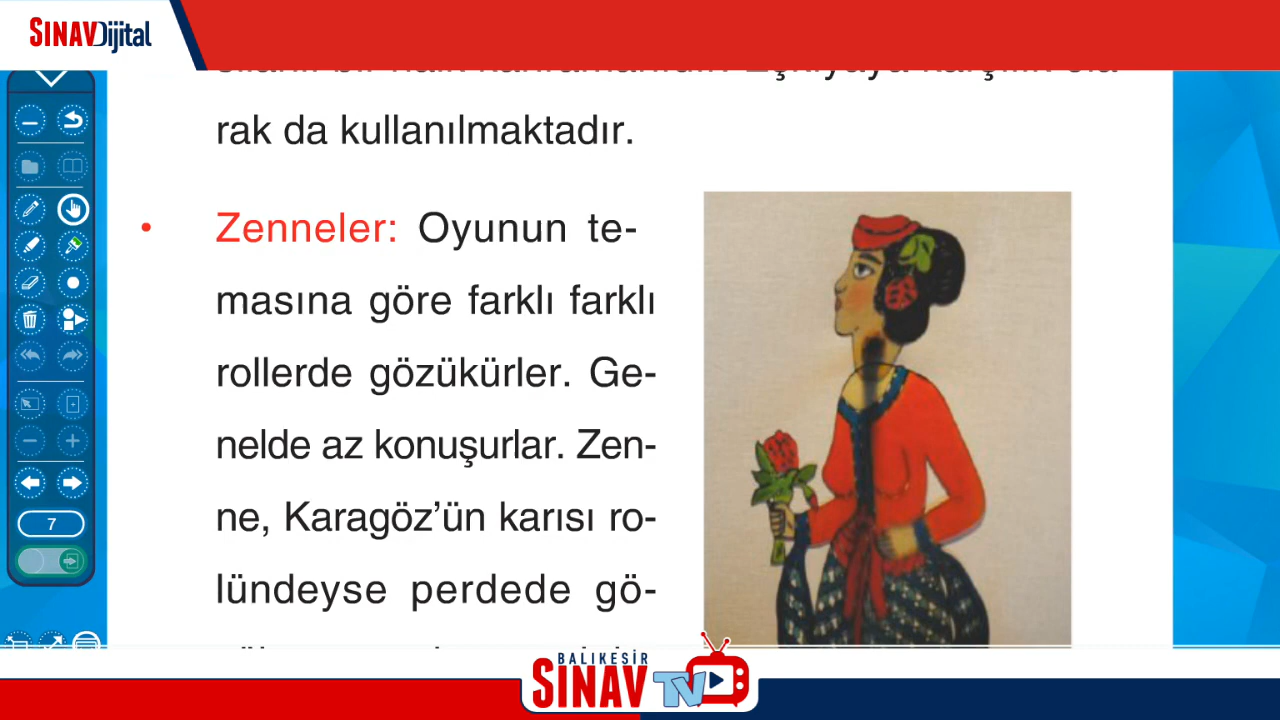 SINAVDijital
rak da kullanılmaktadır.
• Zenneler: Oyunun te-
masına göre farklı farklı
rollerde gözükürler. Ge-
nelde az konuşurlar. Zen-
ne, Karagöz’ün karısı ro-
lündeyse perdede gö-
7
BALIKESİR
SINAV TV